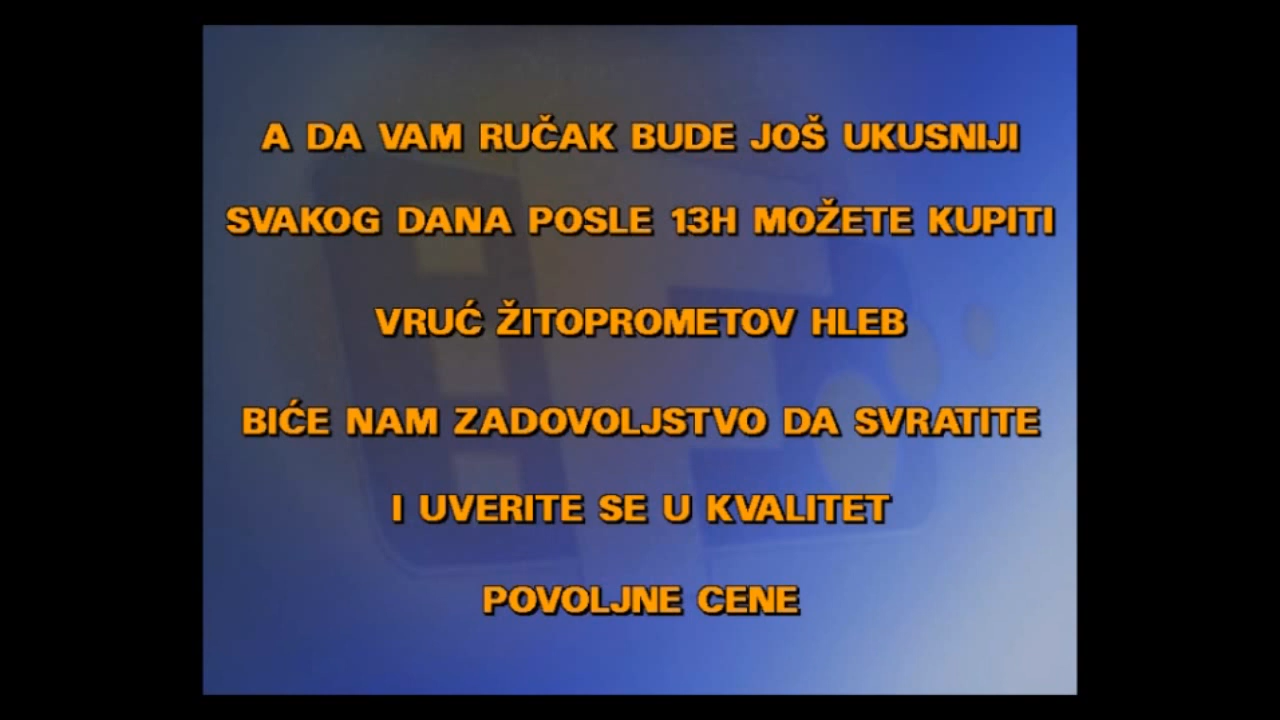 A DA VAM RUČAK BUDE JOŠ UKUSNIJI
SVAKOG DANA POSLE 13H MOŽETE KUPITI
VRUĆ ŽITOPROMETOV HLEB
BIĆE NAM ZADOVOLJSTVO DA SVRATITE
I UVERITE SE U KVALITET
POVOLJNE CENE